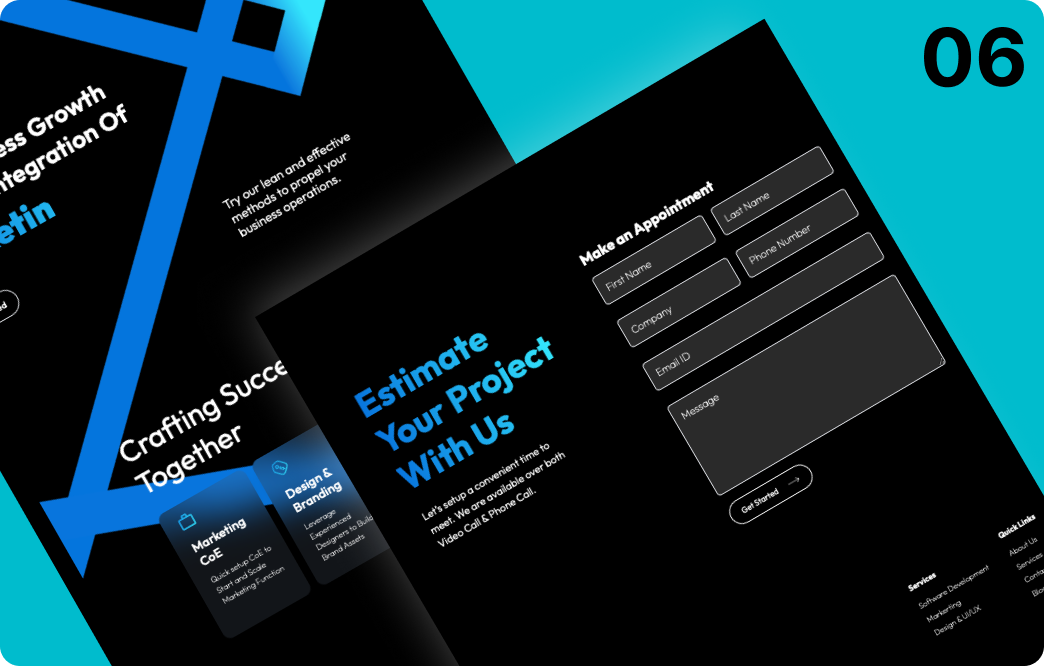 06
ess Growth
ntegration Of
etin
Try our lean and effective
methods to propel your
business operations.
Crafting Succe
Together
Marketing
CoE
Quick setup CoE to
Start and Scale
Marketing Function
Design &
Branding
Leverage
Experienced
Designers to Build
Brand Assets
Estimate
Your Project
With Us
Let's setup a convenient time to
meet. We are available over both
Video Call & Phone Call.
Make an Appointment
First Name
Last Name
Company
Phone Number
Email ID
Message
Get Started
Services
Software Development
Markerting
Design & UI/UX
Quick Links
About Us
Services
Conta
Blo